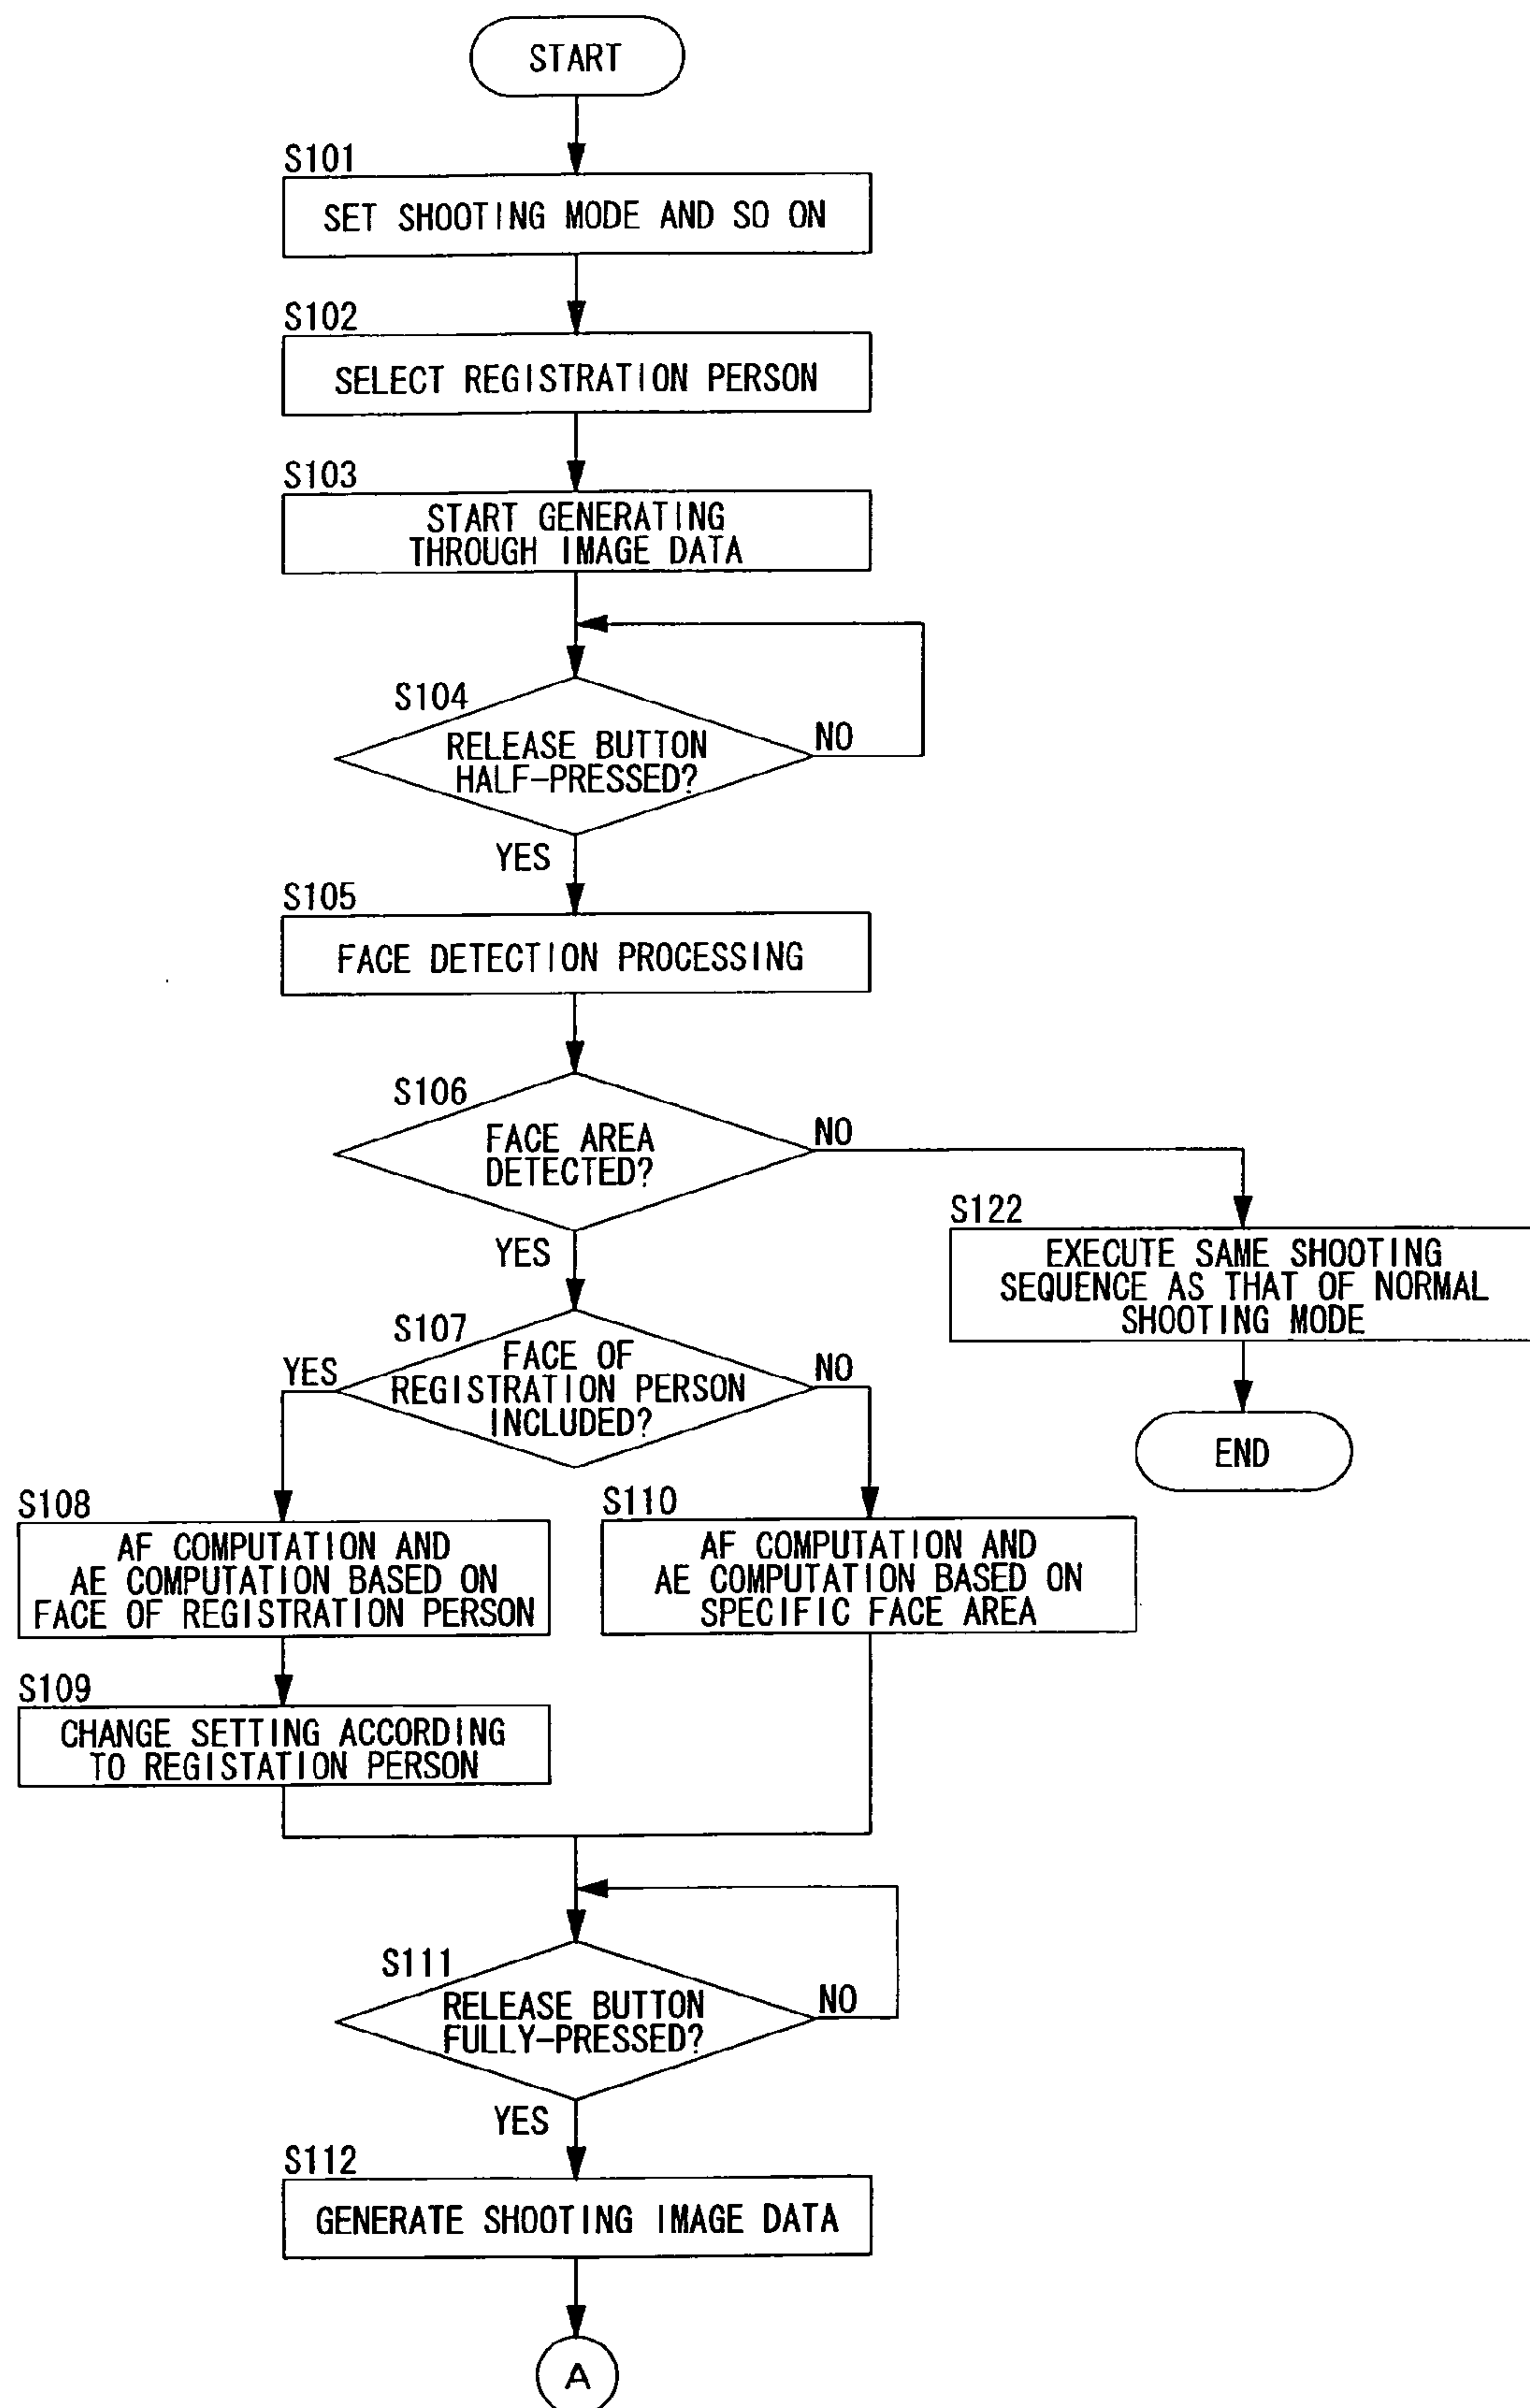 START
S101
SET SHOOTING MODE AND SO ON
S102
SELECT REGISTRATION PERSON
S103
START GENERATING
THROUGH IMAGE DATA
S104
RELEASE BUTTON
HALF-PRESSED?
NO
YES
S105
FACE DETECTION PROCESSING
S106
FACE AREA
DETECTED?
NO
YES
S122
EXECUTE SAME SHOOTING
SEQUENCE AS THAT OF NORMAL
SHOOTING MODE
END
S107
FACE OF
REGISTRATION PERSON
INCLUDED?
YES
NO
S108
AF COMPUTATION AND
AE COMPUTATION BASED ON
FACE OF REGISTRATION PERSON
S110
AF COMPUTATION AND
AE COMPUTATION BASED ON
SPECIFIC FACE AREA
S109
CHANGE SETTING ACCORDING
TO REGISTATION PERSON
S111
RELEASE BUTTON
FULLY-PRESSED?
NO
YES
S112
GENERATE SHOOTING IMAGE DATA
A